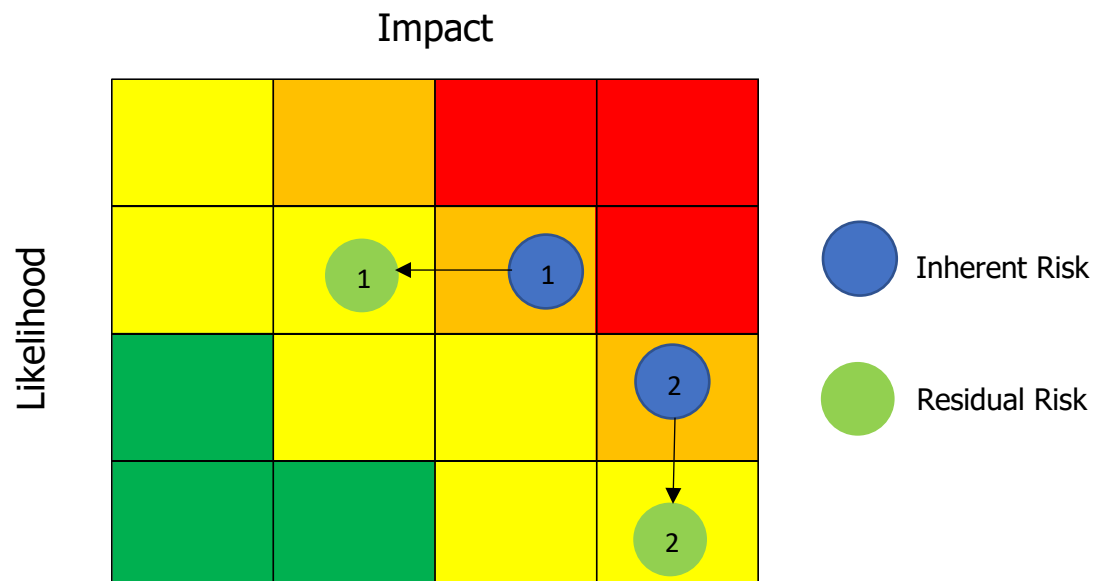 Impact
Likelihood
1
1
2
2
Inherent Risk
Residual Risk